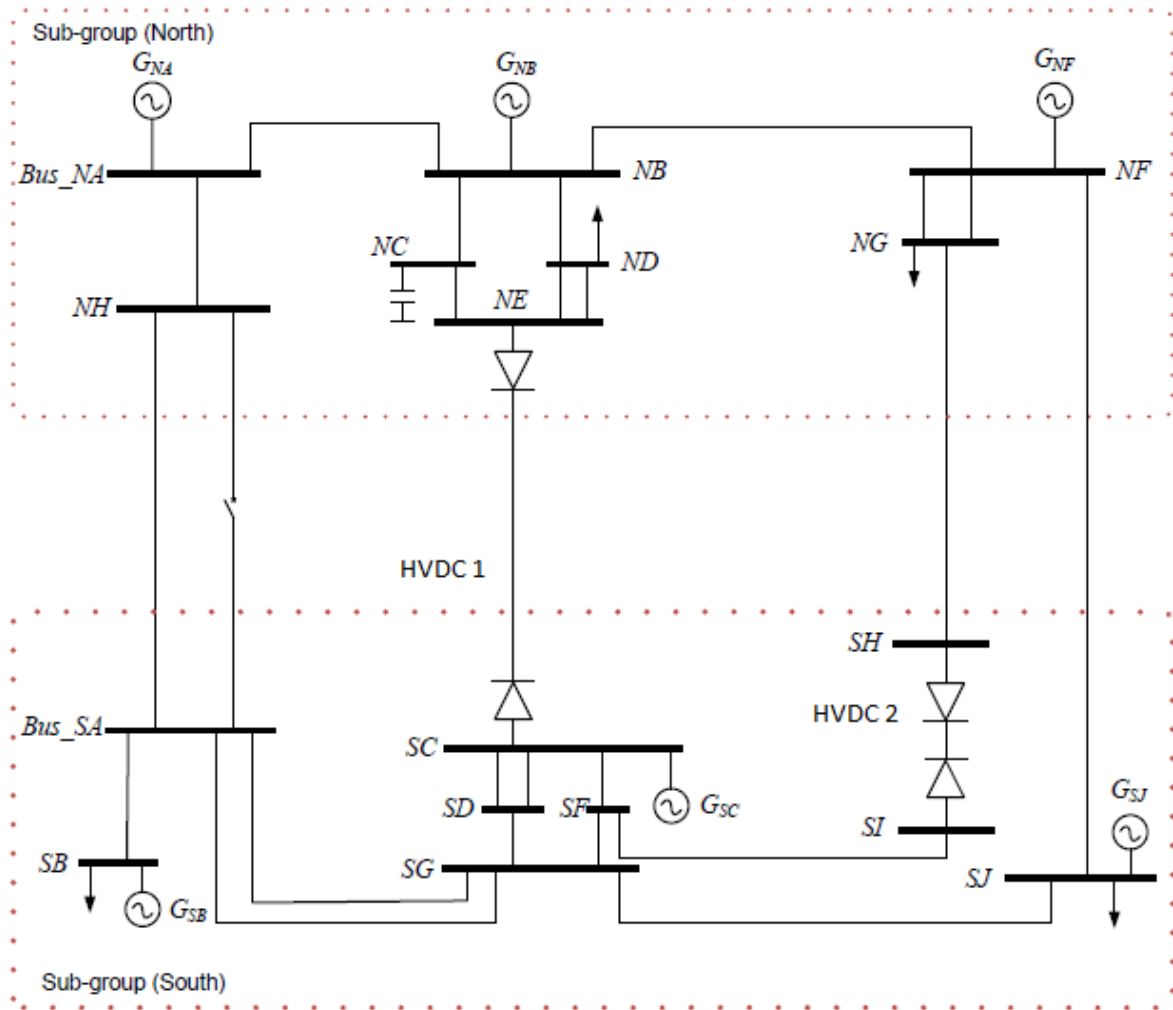 Sub-group (North)
G_NA
G_NB
G_NF
Bus_NA
NB
NF
NC
ND
NG
NE
NH
HVDC 1
SH
HVDC 2
Bus_SA
SC
SD
SF
G_SC
SI
G_SJ
SB
SG
SJ
G_SB
Sub-group (South)